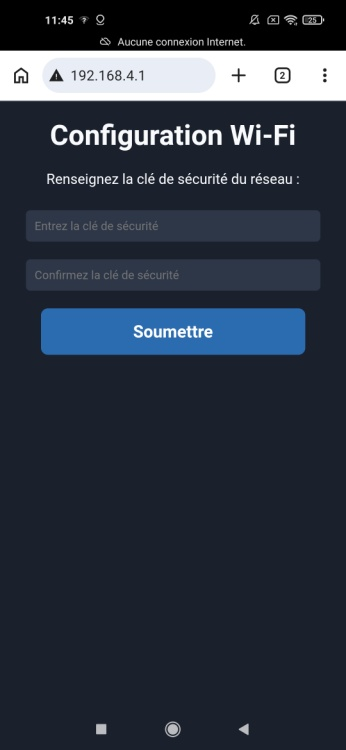 11:45
25
Aucune connexion Internet.
192.168.4.1
2
Configuration Wi-Fi
Renseignez la clé de sécurité du réseau :
Entrez la clé de sécurité
Confirmez la clé de sécurité
Soumettre